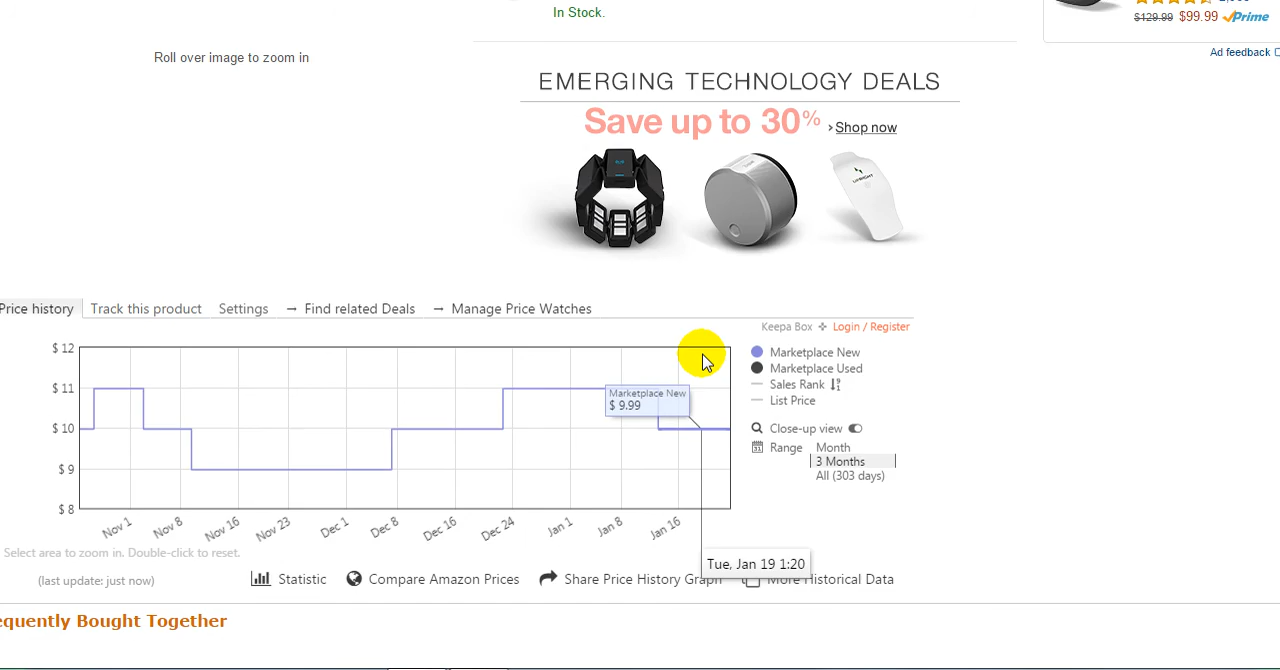 In Stock.
$129.99 $99.99 Prime
Ad feedback
Roll over image to zoom in
EMERGING TECHNOLOGY DEALS
Save up to 30%
› Shop now
UPRIGHT
Price history
Track this product
Settings
→ Find related Deals
→ Manage Price Watches
Keepa Box Login / Register
$ 12
$ 11
$ 10
$ 9
$ 8
Marketplace New
$ 9.99
Marketplace New
Marketplace Used
Sales Rank
List Price
Close-up view
Range Month
3 Months
All (303 days)
Nov 1 Nov 8 Nov 16 Nov 23 Dec 1 Dec 8 Dec 16 Dec 24 Jan 1 Jan 8 Jan 16
Select area to zoom in. Double-click to reset.
Tue, Jan 19 1:20
(last update: just now)
Statistic
Compare Amazon Prices
Share Price History Graph
More Historical Data
equently Bought Together